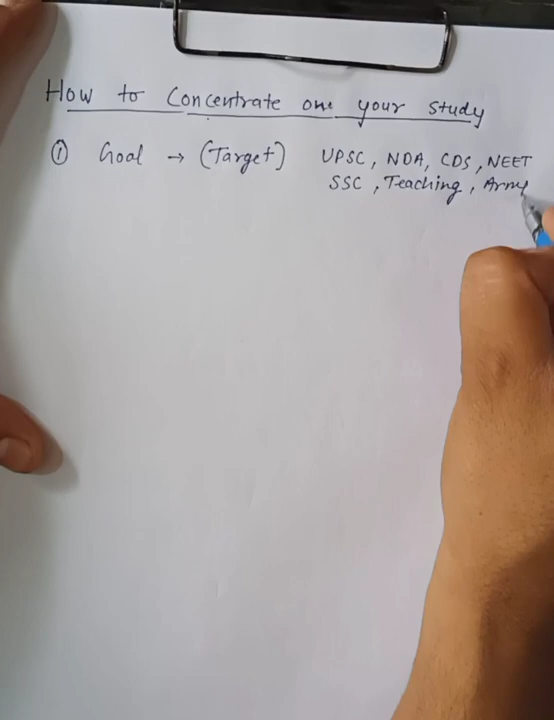 How to Concentrate one your study
① Goal → (Target) UPSC, NDA, CDS, NEET
SSC, Teaching, Army